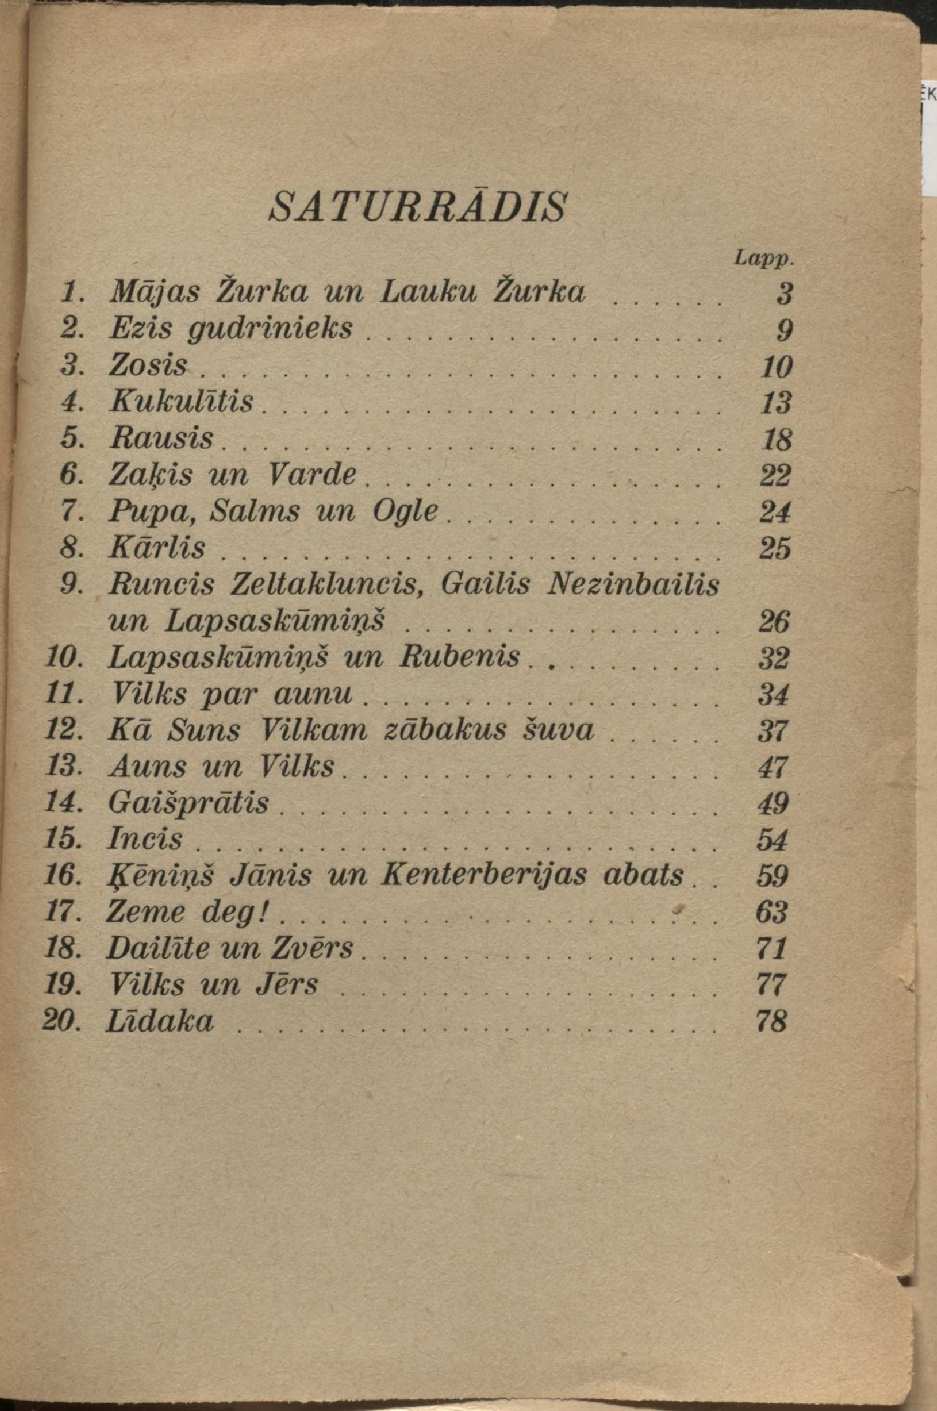 SATURRĀDIS
Lapp.
1. Mājas Žurka un Lauku Žurka ...... 3
2. Ezis gudrinieks .................. 9
3. Zosis .......................... 10
4. Kukulītis ....................... 13
5. Rausis ......................... 18
6. Zaķis un Varde .................. 22
7. Pupa, Salms un Ogle .............. 24
8. Kārlis ......................... 25
9. Runcis Zeltakluncis, Gailis Nezinbailis
un Lapsaskūmiņš ................ 26
10. Lapsaskūmiņš un Rubenis .......... 32
11. Vilks par aunu .................. 34
12. Kā Suns Vilkam zābakus šuva ...... 37
13. Auns un Vilks ................... 47
14. Gaišprātis ...................... 49
15. Incis .......................... 54
16. Ķēniņš Jānis un Kenterberijas abats .. 59
17. Zeme deg! ...................... 63
18. Dailīte un Zvērs .................. 71
19. Vilks un Jērs ................... 77
20. Līdaka ........................ 78
ĒK